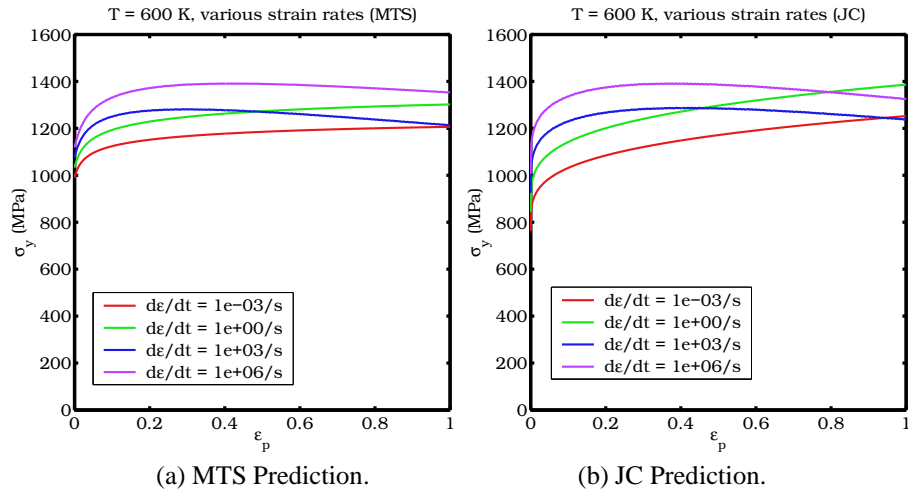 T = 600 K, various strain rates (MTS)
1600
1400
1200
1000
800
600
400
200
0
σ_y (MPa)
dε/dt = 1e−03/s
dε/dt = 1e+00/s
dε/dt = 1e+03/s
dε/dt = 1e+06/s
0 0.2 0.4 0.6 0.8 1
ε_p
(a) MTS Prediction.
T = 600 K, various strain rates (JC)
1600
1400
1200
1000
800
600
400
200
0
σ_y (MPa)
dε/dt = 1e−03/s
dε/dt = 1e+00/s
dε/dt = 1e+03/s
dε/dt = 1e+06/s
0 0.2 0.4 0.6 0.8 1
ε_p
(b) JC Prediction.